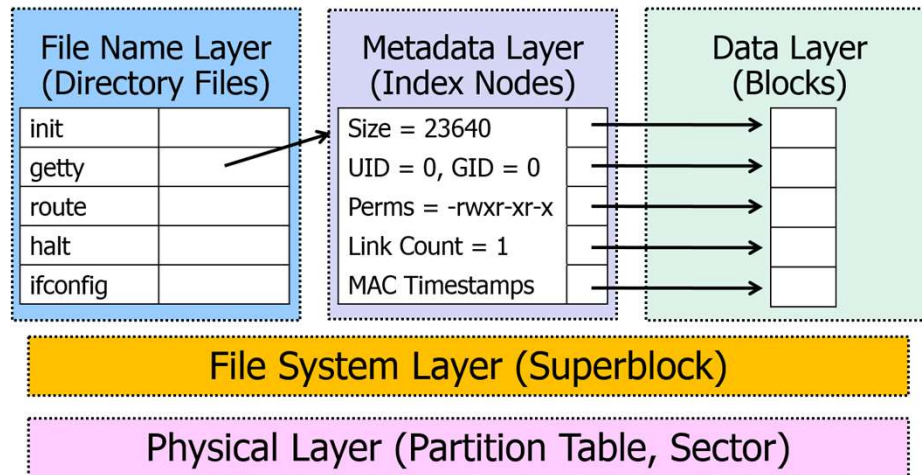 File Name Layer
(Directory Files)
init
getty
route
halt
ifconfig
Metadata Layer
(Index Nodes)
Size = 23640
UID = 0, GID = 0
Perms = -rwxr-xr-x
Link Count = 1
MAC Timestamps
Data Layer
(Blocks)
File System Layer (Superblock)
Physical Layer (Partition Table, Sector)